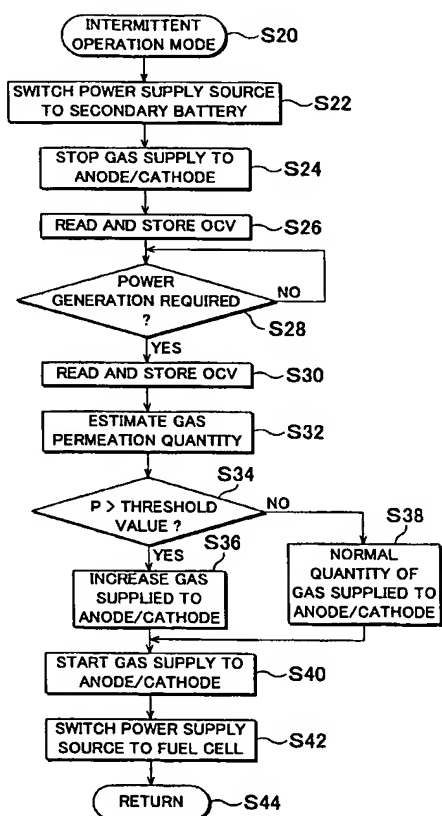 INTERMITTENT
OPERATION MODE
S20
SWITCH POWER SUPPLY SOURCE
TO SECONDARY BATTERY
S22
STOP GAS SUPPLY TO
ANODE/CATHODE
S24
READ AND STORE OCV
S26
POWER
GENERATION REQUIRED
?
NO
S28
YES
READ AND STORE OCV
S30
ESTIMATE GAS
PERMEATION QUANTITY
S32
S34
P > THRESHOLD
VALUE ?
NO
YES
S36
INCREASE GAS
SUPPLIED TO
ANODE/CATHODE
S38
NORMAL
QUANTITY OF
GAS SUPPLIED TO
ANODE/CATHODE
START GAS SUPPLY TO
ANODE/CATHODE
S40
SWITCH POWER SUPPLY
SOURCE TO FUEL CELL
S42
RETURN
S44